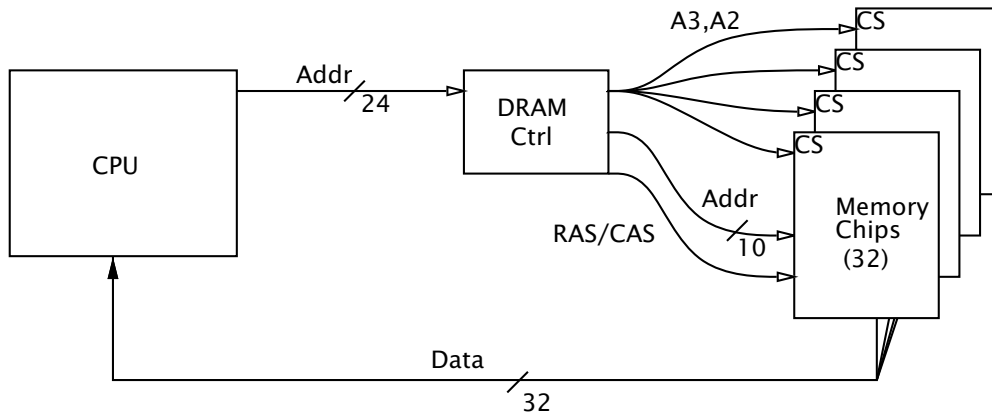 A3,A2
CS
CS
CS
CS
Addr
24
DRAM
Ctrl
CPU
Addr
10
RAS/CAS
Memory
Chips
(32)
Data
32